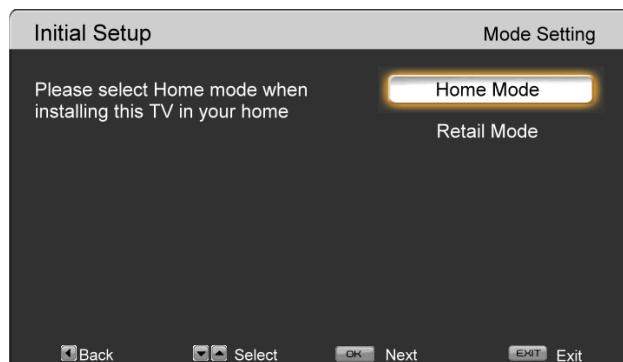 Initial Setup Mode Setting
Please select Home mode when
installing this TV in your home
Home Mode
Retail Mode
Back Select OK Next EXIT Exit